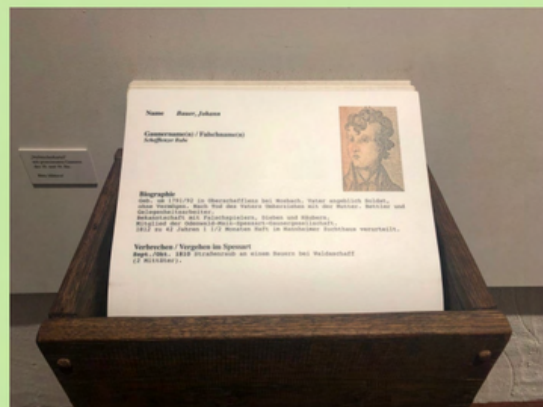 Name Bauer, Johann
Gaunername(n) / Falschname(n)
Schefflenzer Bube
Biographie
Geb. ab 1791/92 in Oberschefflenz bei Mosbach. Vater angeblich Soldat,
ohne Vermögen. Nach Tod des Vaters Umherziehen mit der Mutter. Bettler und
Gelegenheitsarbeiter.
Bekanntschaft mit Falschspielern, Dieben und Räubern.
Mitglied der Odenwald-Main-Spessart-Gaunergesellschaft.
1812 zu 42 Jahren 1 1/2 Monaten Haft im Mannheimer Zuchthaus verurteilt.
Verbrechen / Vergehen im Spessart
Sept./Okt. 1810 Straßenraub an einem Bauern bei Waldaschaff
(2 Mittäter).